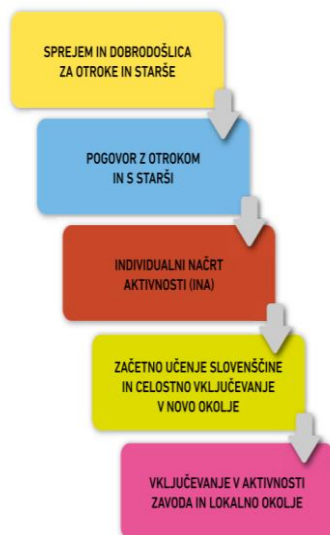 SPREJEM IN DOBRODOŠLICA
ZA OTROKE IN STARŠE
POGOVOR Z OTROKOM
IN S STARŠI
INDIVIDUALNI NAČRT
AKTIVNOSTI (INA)
ZAČETNO UČENJE SLOVENŠČINE
IN CELOSTNO VKLJUČEVANJE
V NOVO OKOLJE
VKLJUČEVANJE V AKTIVNOSTI
ZAVODA IN LOKALNO OKOLJE